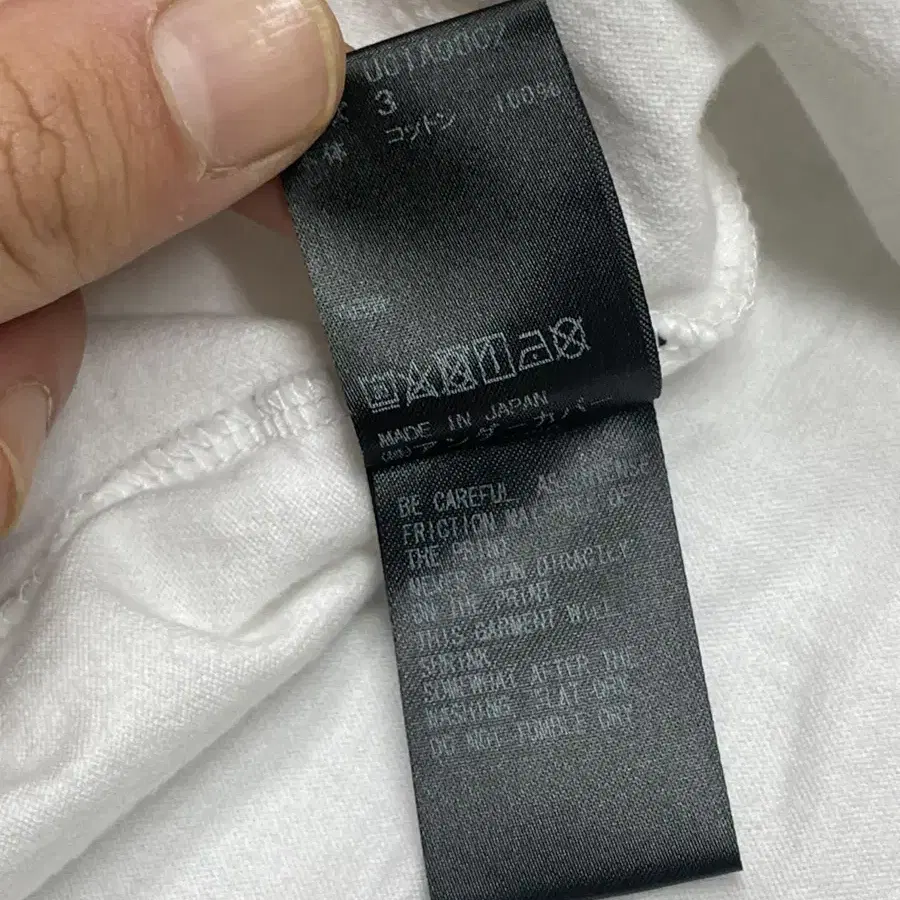 3
コットン 100%
体
MADE IN JAPAN
㈱アンダーカバー
BE CAREFUL AS INTENSE
FRICTION MAY PEEL OF
THE PRINT
NEVER IRON DIRECTLY
ON THE PRINT
THIS GARMENT WILL
SHRINK
SOMEWHAT AFTER THE
WASHING FLAT DRY
DO NOT TUMBLE DRY